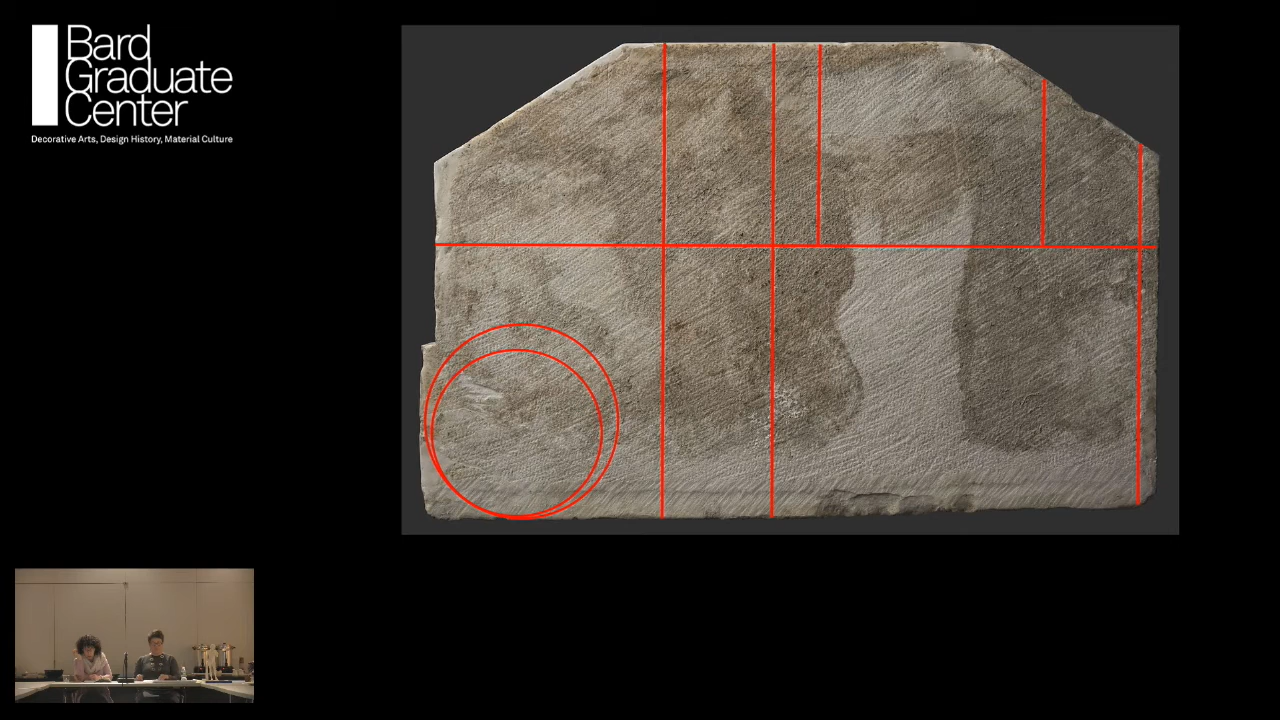 Bard
Graduate
Center
Decorative Arts, Design History, Material Culture